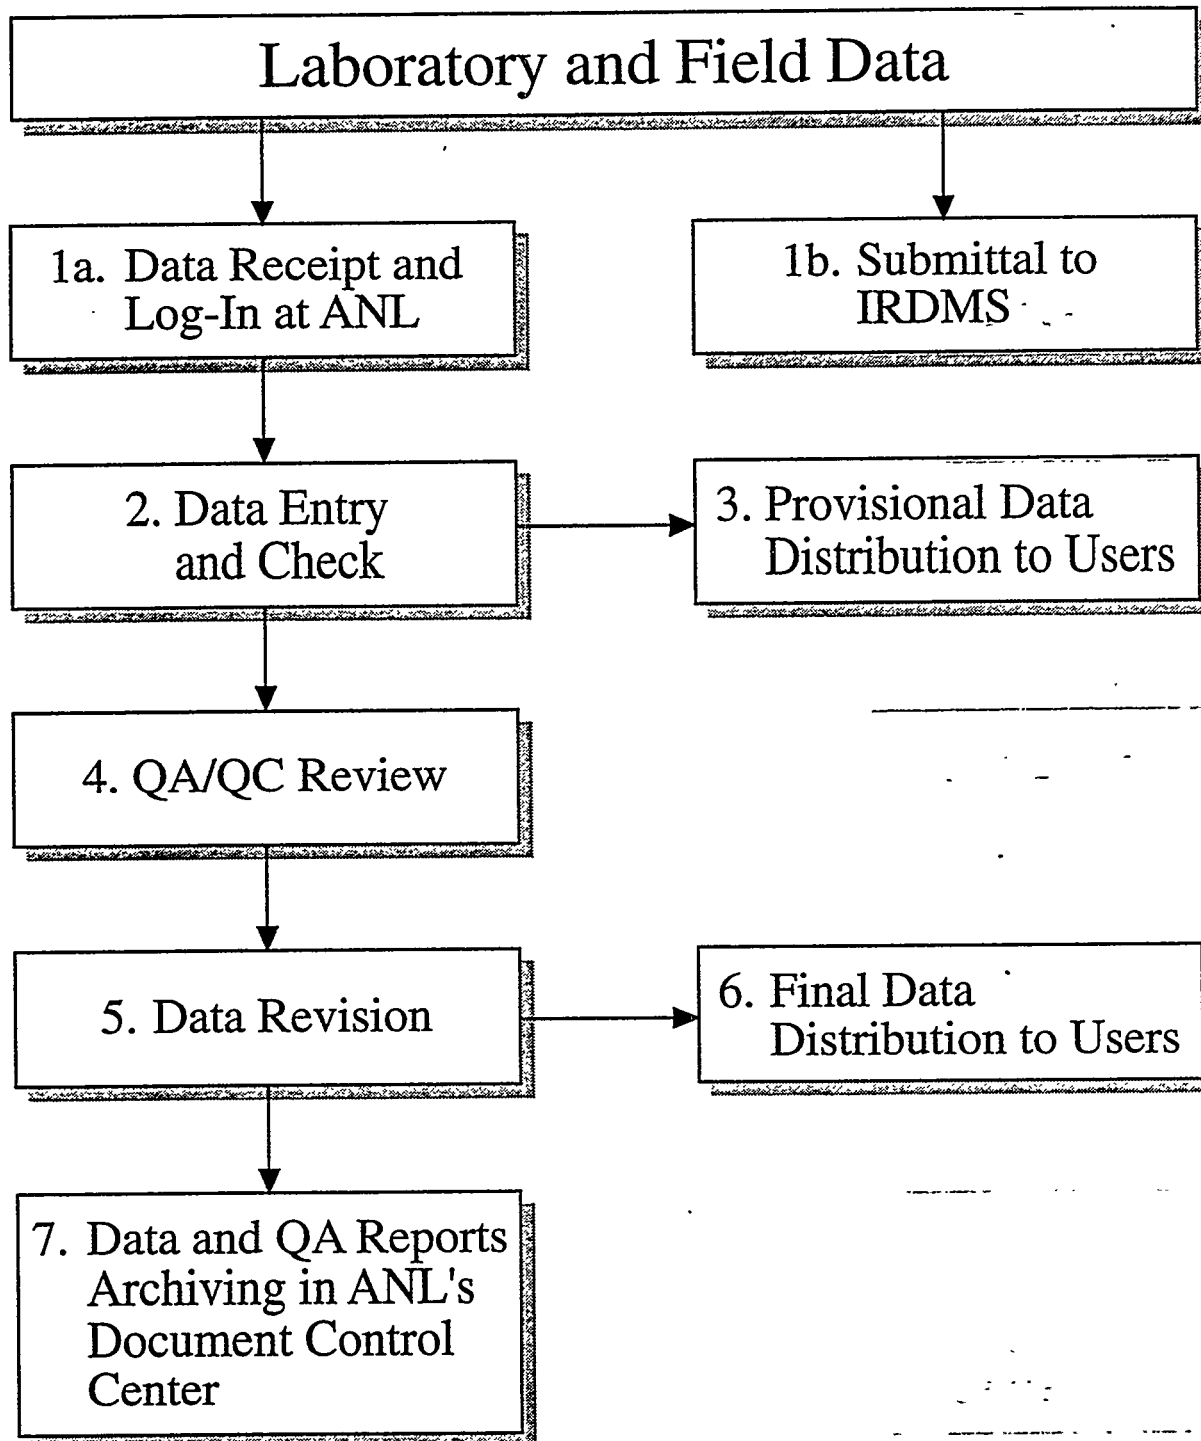 Laboratory and Field Data
1a. Data Receipt and
Log-In at ANL
1b. Submittal to
IRDMS
2. Data Entry
and Check
3. Provisional Data
Distribution to Users
4. QA/QC Review
5. Data Revision
6. Final Data
Distribution to Users
7. Data and QA Reports
Archiving in ANL's
Document Control
Center